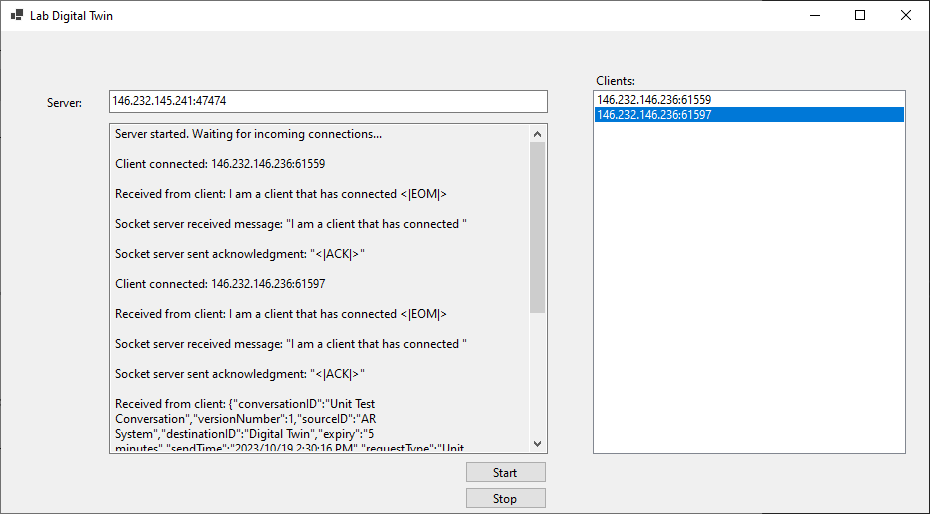 Lab Digital Twin
Clients:
Server:
146.232.145.241:47474
146.232.146.236:61559
146.232.146.236:61597
Server started. Waiting for incoming connections...
Client connected: 146.232.146.236:61559
Received from client: I am a client that has connected <|EOM|>
Socket server received message: "I am a client that has connected "
Socket server sent acknowledgment: "<|ACK|>"
Client connected: 146.232.146.236:61597
Received from client: I am a client that has connected <|EOM|>
Socket server received message: "I am a client that has connected "
Socket server sent acknowledgment: "<|ACK|>"
Received from client: {"conversationID":"Unit Test
Conversation","versionNumber":1,"sourceID":"AR
System","destinationID":"Digital Twin","expiry":"5
minutes","sendTime":"2023/10/19 2:30:16 PM","requestType":"Unit
Start
Stop